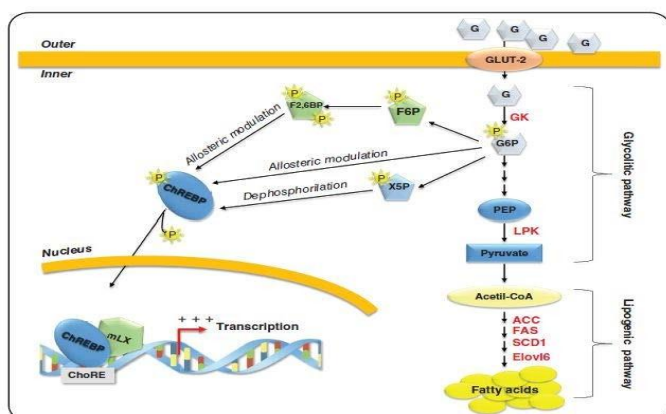 Outer
Inner
G
G
G
G
GLUT-2
G
GK
P
G6P
P
F6P
P
F2,6BP
P
Allosteric modulation
Allosteric modulation
Dephosphorilation
P
X5P
P
ChREBP
P
PEP
LPK
Pyruvate
Glycolitic pathway
Nucleus
Acetil-CoA
ACC
FAS
SCD1
Elovl6
Fatty acids
Lipogenic pathway
+ + +
Transcription
ChREBP
mLX
ChoRE